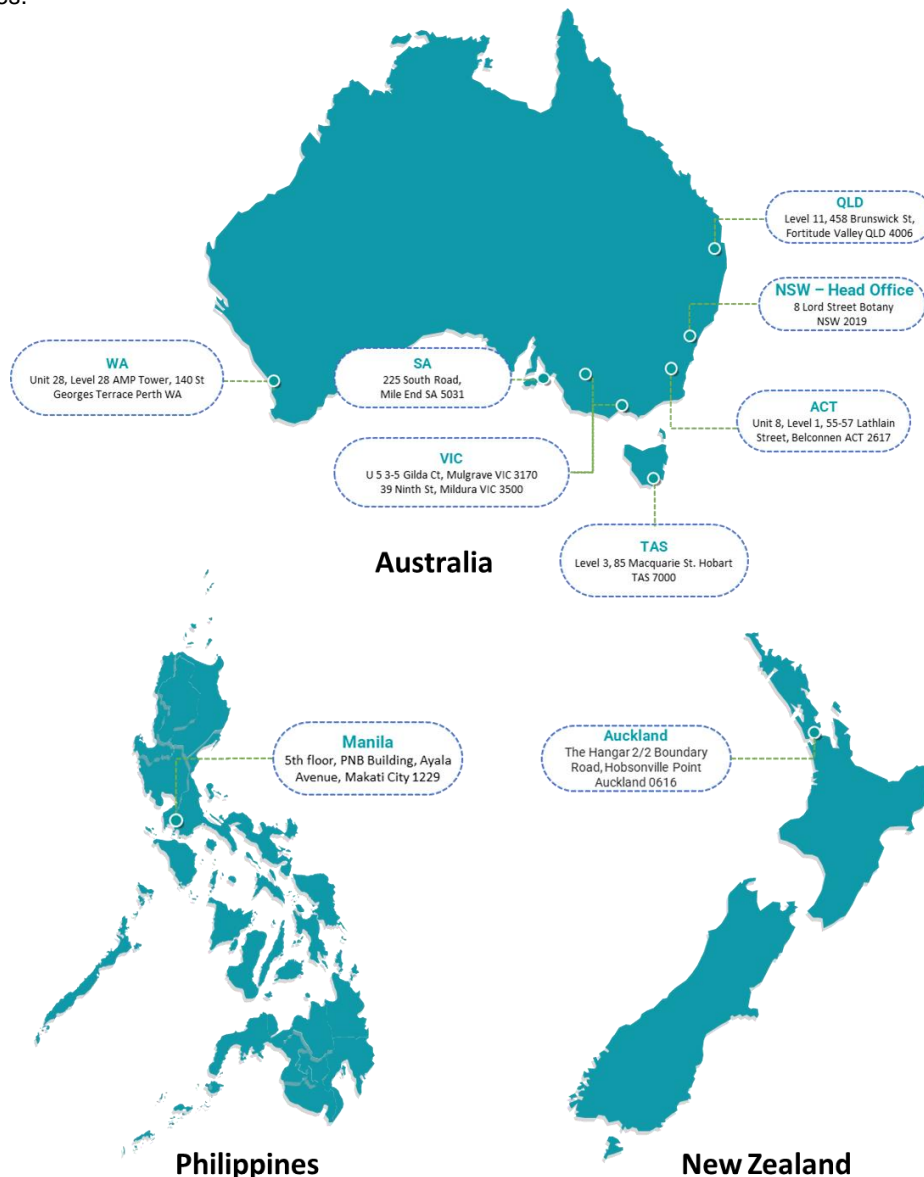 QLD
Level 11, 458 Brunswick St,
Fortitude Valley QLD 4006
NSW – Head Office
8 Lord Street Botany
NSW 2019
WA
Unit 28, Level 28 AMP Tower, 140 St
Georges Terrace Perth WA
SA
225 South Road,
Mile End SA 5031
ACT
Unit 8, Level 1, 55-57 Lathlain
Street, Belconnen ACT 2617
VIC
U 5 3-5 Gilda Ct, Mulgrave VIC 3170
39 Ninth St, Mildura VIC 3500
TAS
Level 3, 85 Macquarie St. Hobart
TAS 7000
Australia
Manila
5th floor, PNB Building, Ayala
Avenue, Makati City 1229
Auckland
The Hangar 2/2 Boundary
Road, Hobsonville Point
Auckland 0616
Philippines
New Zealand